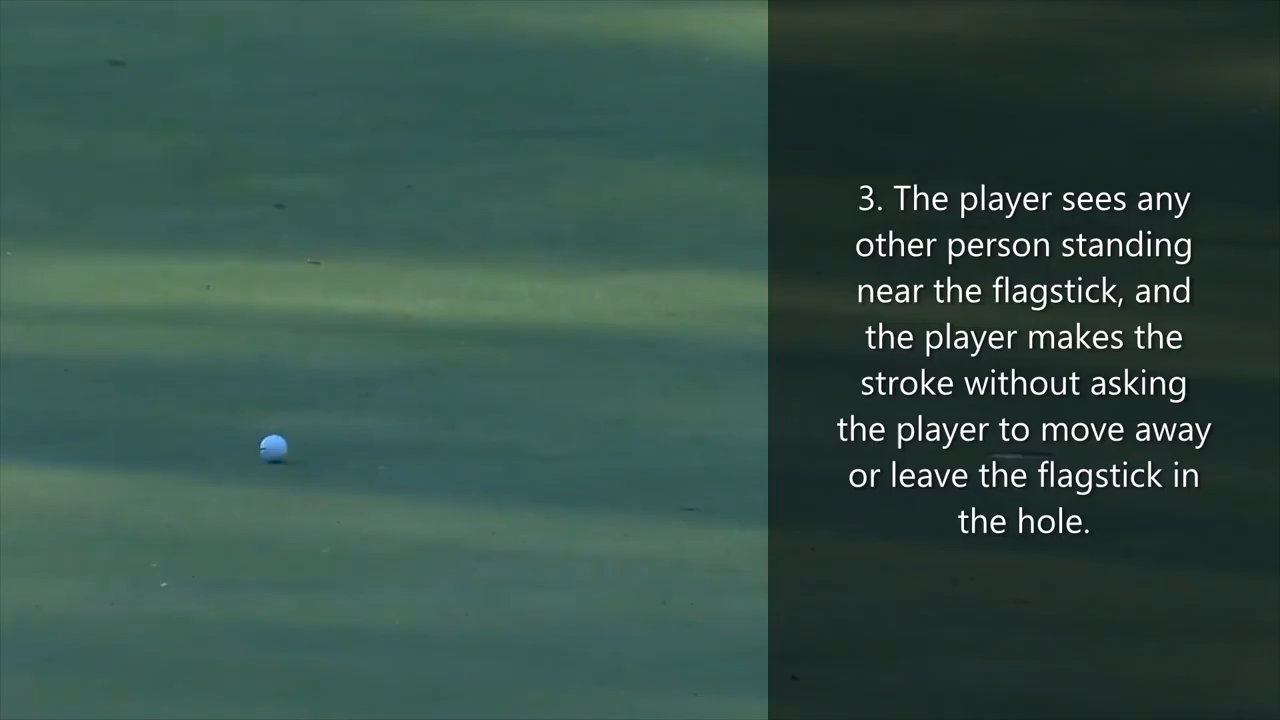 3. The player sees any
other person standing
near the flagstick, and
the player makes the
stroke without asking
the player to move away
or leave the flagstick in
the hole.